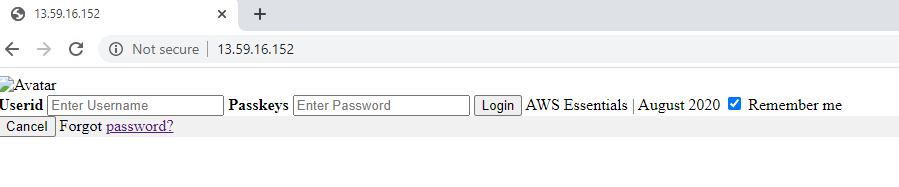 13.59.16.152
Not secure | 13.59.16.152
Avatar
Userid Enter Username Passkeys Enter Password Login AWS Essentials | August 2020 Remember me
Cancel Forgot password?